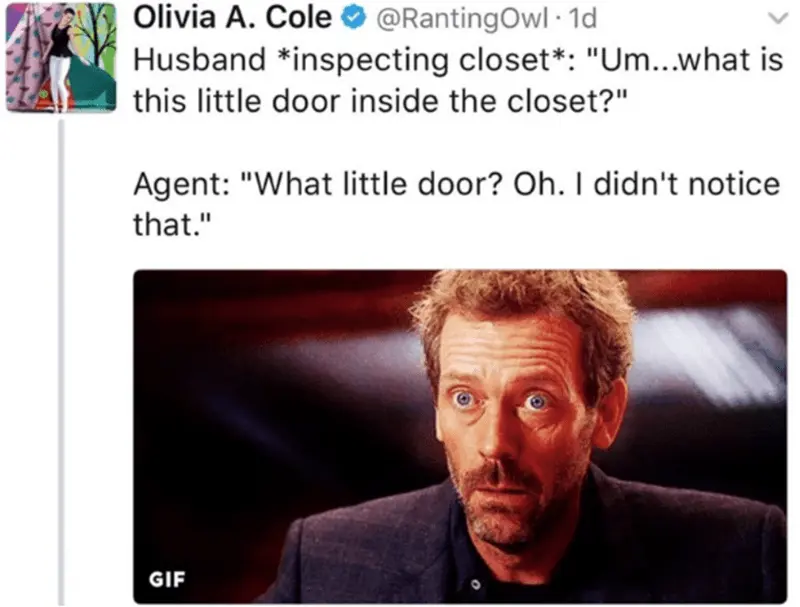 Olivia A. Cole @RantingOwl · 1d
Husband *inspecting closet*: "Um...what is
this little door inside the closet?"
Agent: "What little door? Oh. I didn't notice
that."
GIF